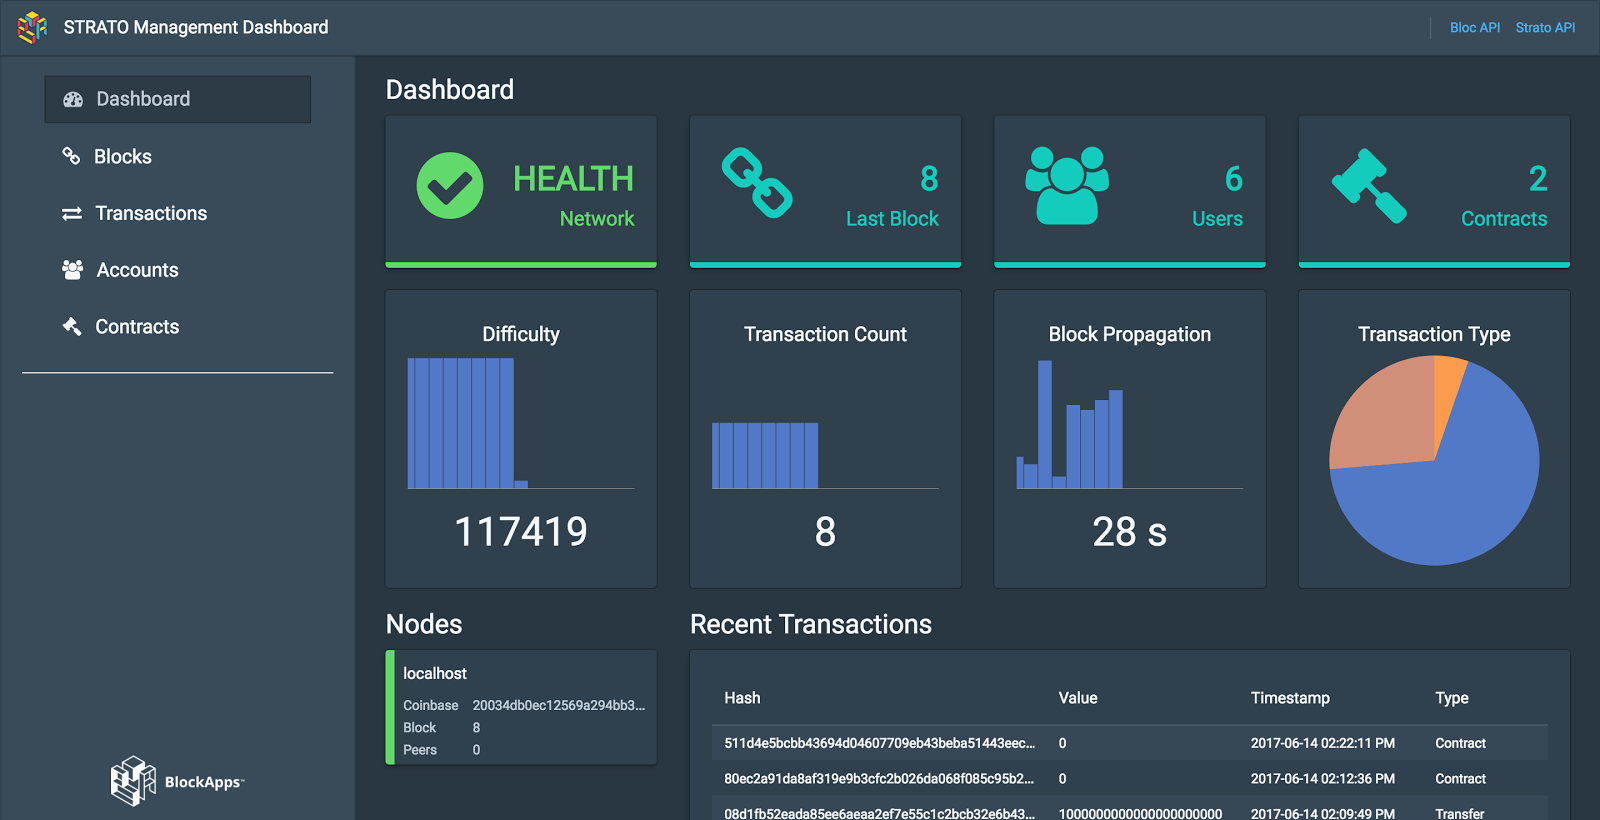 STRATO Management Dashboard
Bloc API Strato API
Dashboard
Blocks
Transactions
Accounts
Contracts
BlockApps™
Dashboard
HEALTH
Network
8
Last Block
6
Users
2
Contracts
Difficulty
117419
Transaction Count
8
Block Propagation
28 s
Transaction Type
Nodes
localhost
Coinbase 20034db0ec12569a294bb3...
Block 8
Peers 0
Recent Transactions
Hash Value Timestamp Type
511d4e5bcbb43694d04607709eb43beba51443eec... 0 2017-06-14 02:22:11 PM Contract
80ec2a91da8af319e9b3cfc2b026da068f085c95b2... 0 2017-06-14 02:12:36 PM Contract
08d1fb52eada85ee6aeaa2ef7e55c1c2bcb32e6b43... 1000000000000000000000 2017-06-14 02:09:49 PM Transfer